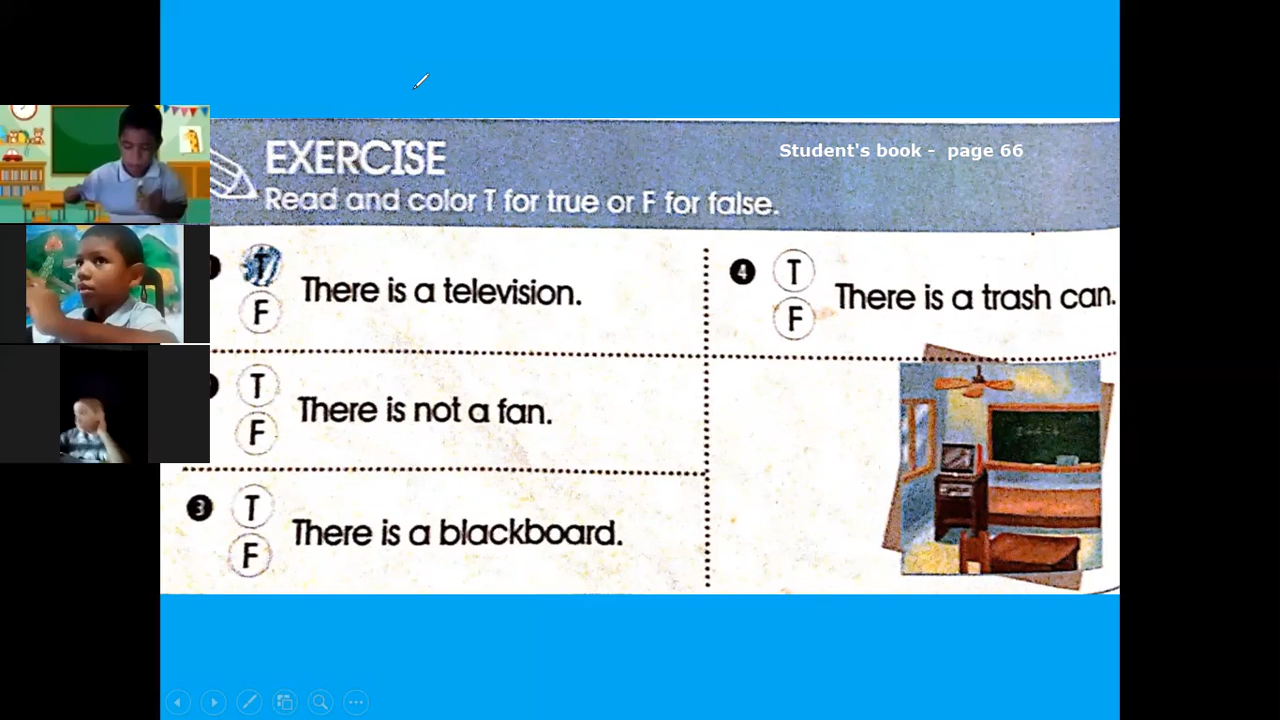 EXERCISE
Student's book - page 66
Read and color T for true or F for false.
T
F
There is a television.
T
F
There is not a fan.
3
T
F
There is a blackboard.
4
T
F
There is a trash can.